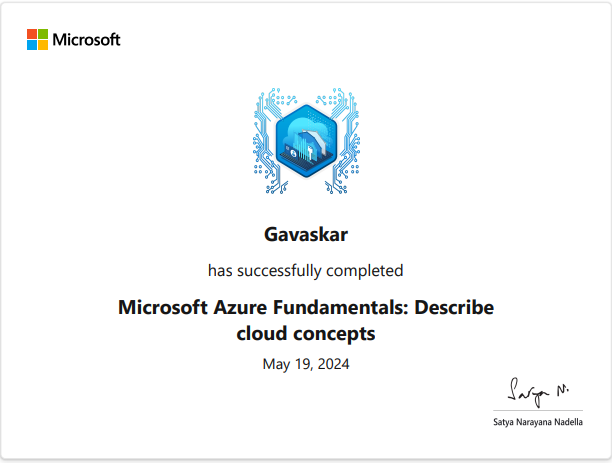 Microsoft
Gavaskar
has successfully completed
Microsoft Azure Fundamentals: Describe
cloud concepts
May 19, 2024
Satya N.
Satya Narayana Nadella